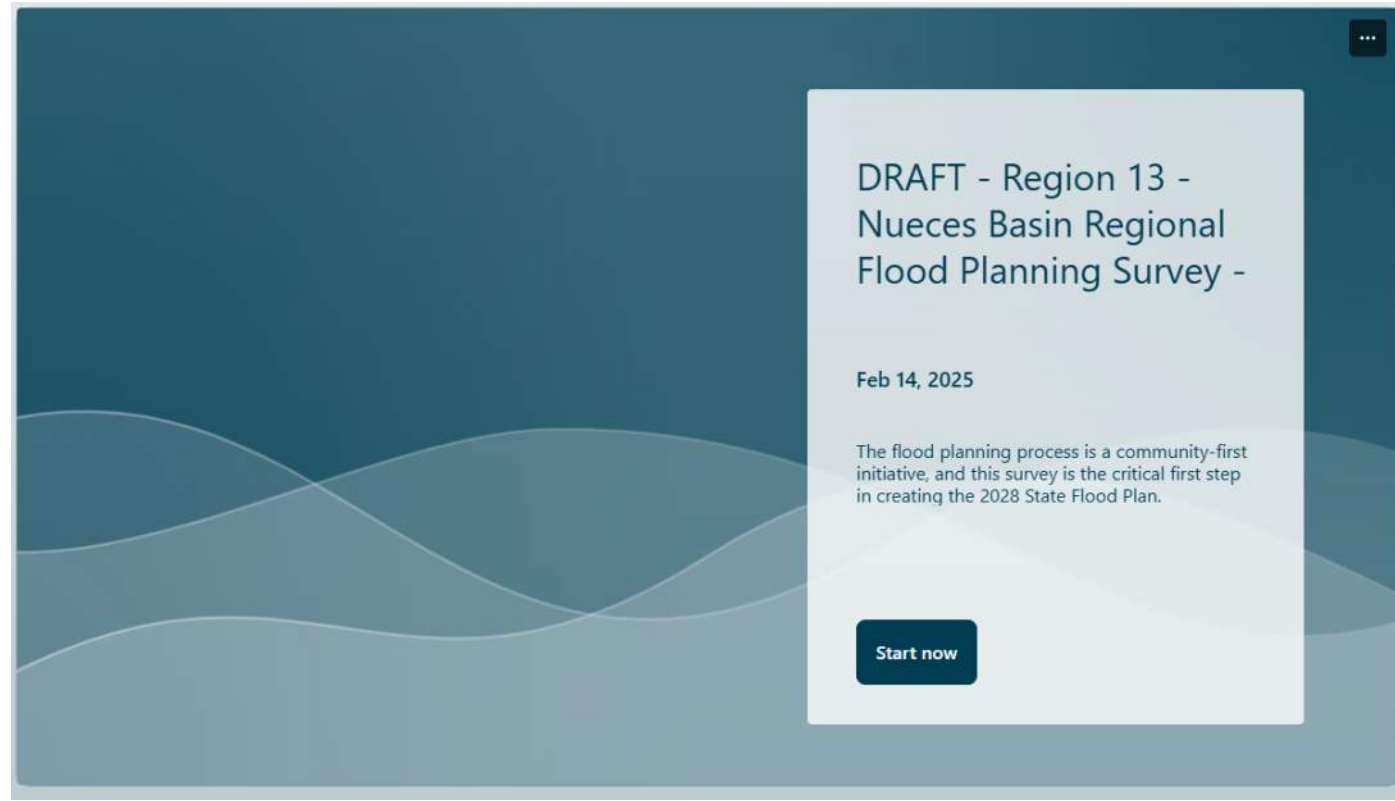 ...
DRAFT - Region 13 -
Nueces Basin Regional
Flood Planning Survey -
Feb 14, 2025
The flood planning process is a community-first
initiative, and this survey is the critical first step
in creating the 2028 State Flood Plan.
Start now